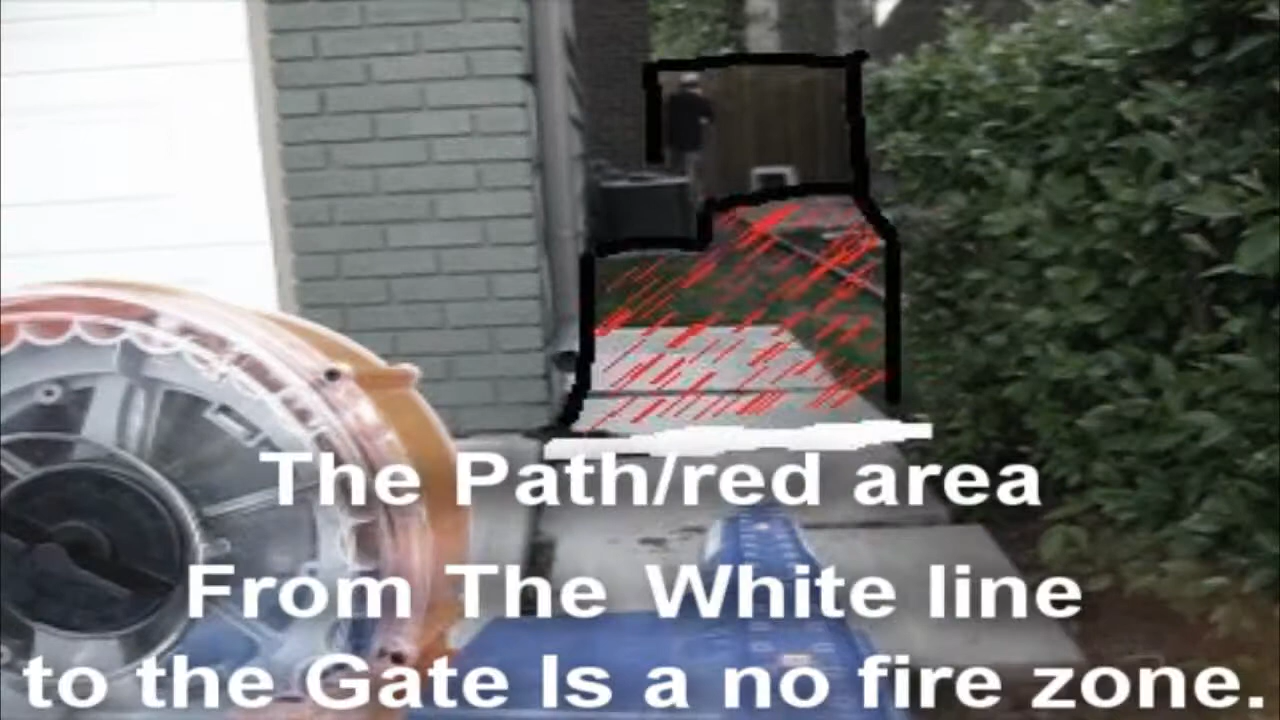 The Path/red area
From The White line
to the Gate Is a no fire zone.